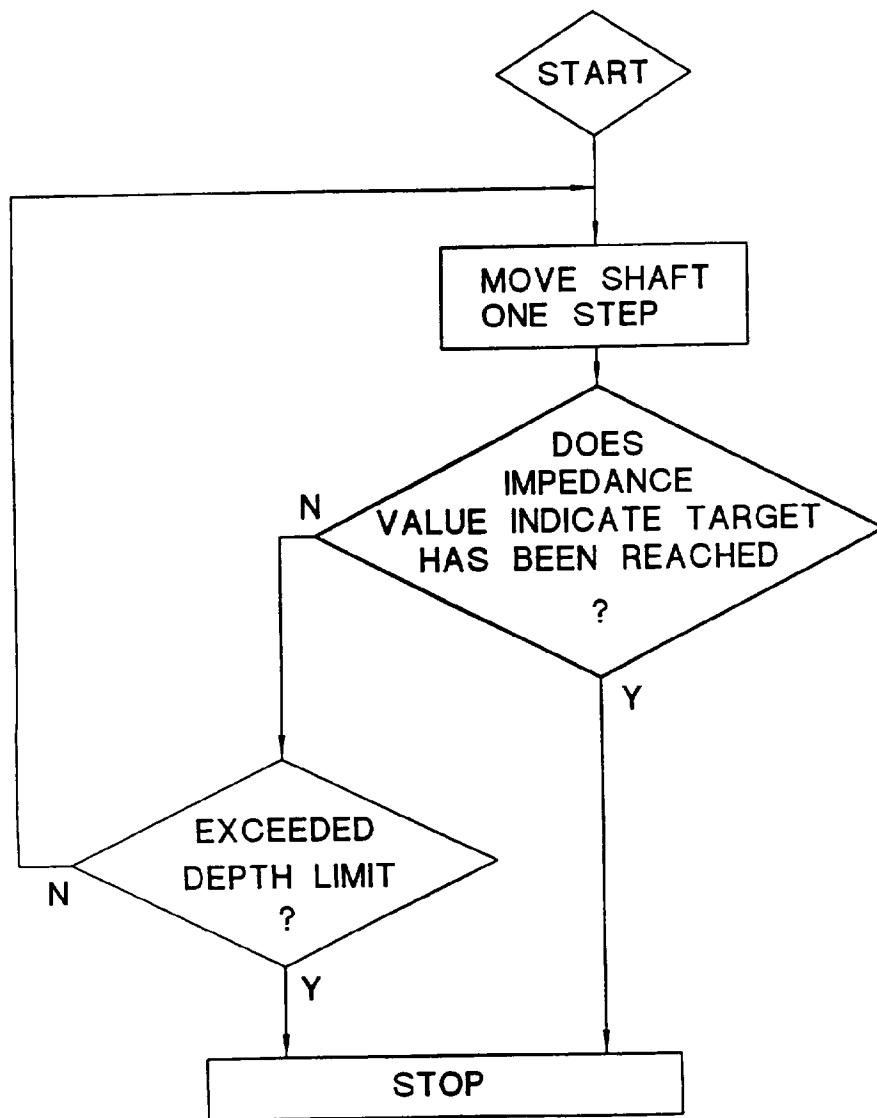 START
MOVE SHAFT
ONE STEP
DOES
IMPEDANCE
VALUE INDICATE TARGET
HAS BEEN REACHED
?
N
Y
EXCEEDED
DEPTH LIMIT
?
N
Y
STOP